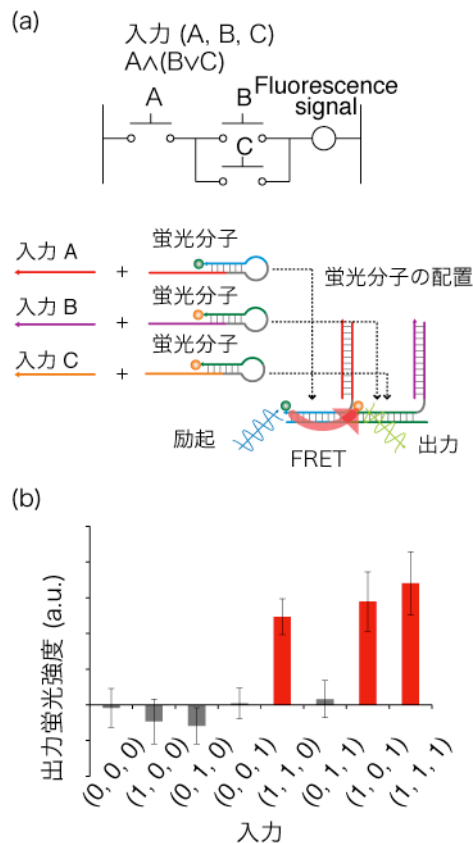 (a)
入力 (A, B, C)
A∧(B∨C)
Fluorescence
signal
A
B
C
入力 A
+
蛍光分子
蛍光分子の配置
入力 B
+
蛍光分子
入力 C
+
蛍光分子
励起
FRET
出力
(b)
出力蛍光強度 (a.u.)
(0, 0, 0)
(1, 0, 0)
(0, 1, 0)
(0, 0, 1)
(1, 1, 0)
(0, 1, 1)
(1, 0, 1)
(1, 1, 1)
入力